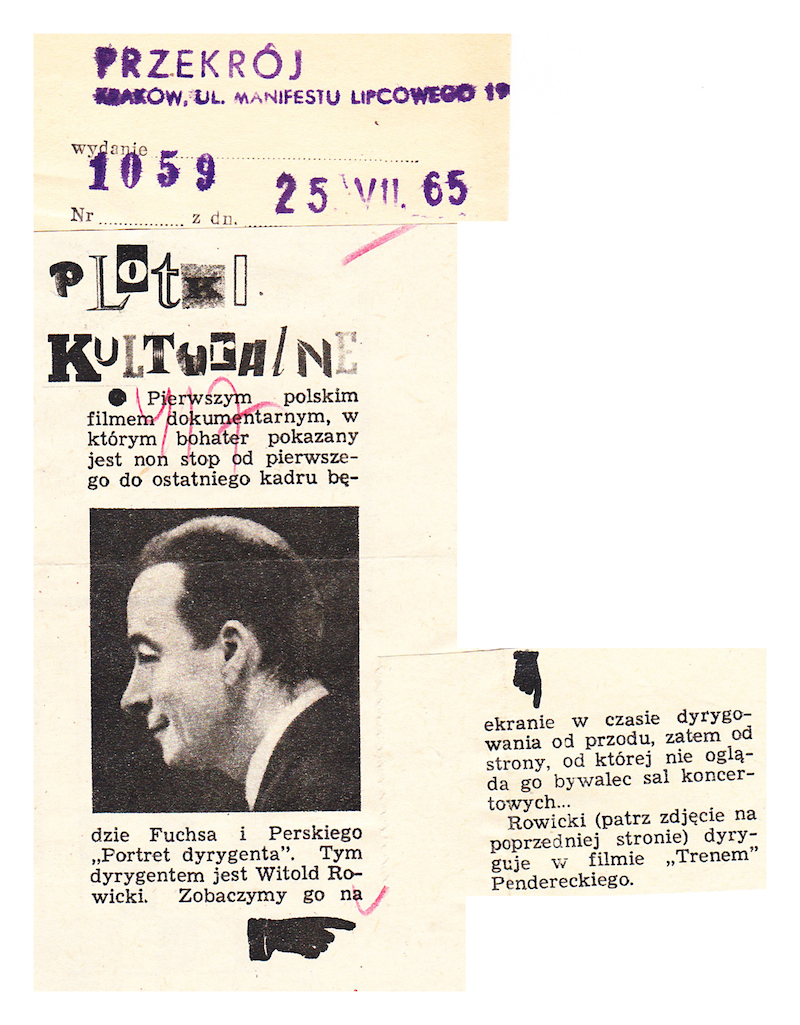 PRZEKRÓJ
KRAKÓW, UL. MANIFESTU LIPCOWEGO 19
wydanie
1059
25 VII. 65
Nr z dn.
PLOTKI
KULTURALNE
● Pierwszym polskim
filmem dokumentarnym, w
którym bohater pokazany
jest non stop od pierwsze-
go do ostatniego kadru bę-
dzie Fuchsa i Perskiego
„Portret dyrygenta”. Tym
dyrygentem jest Witold Ro-
wicki. Zobaczymy go na
ekranie w czasie dyrygo-
wania od przodu, zatem od
strony, od której nie oglą-
da go bywalec sal koncer-
towych...
Rowicki (patrz zdjęcie na
poprzedniej stronie) dyry-
guje w filmie „Trenem”
Pendereckiego.